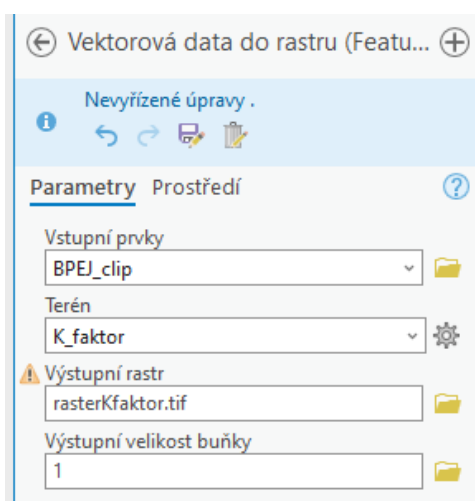 Vektorová data do rastru (Featu...
Nevyřízené úpravy .
Parametry Prostředí
Vstupní prvky
BPEJ_clip
Terén
K_faktor
Výstupní rastr
rasterKfaktor.tif
Výstupní velikost buňky
1